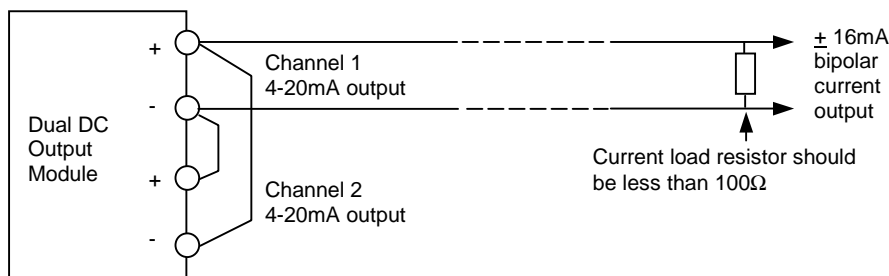 +
-
+
-
Dual DC
Output
Module
Channel 1
4-20mA output
Channel 2
4-20mA output
± 16mA
bipolar
current
output
Current load resistor should
be less than 100Ω